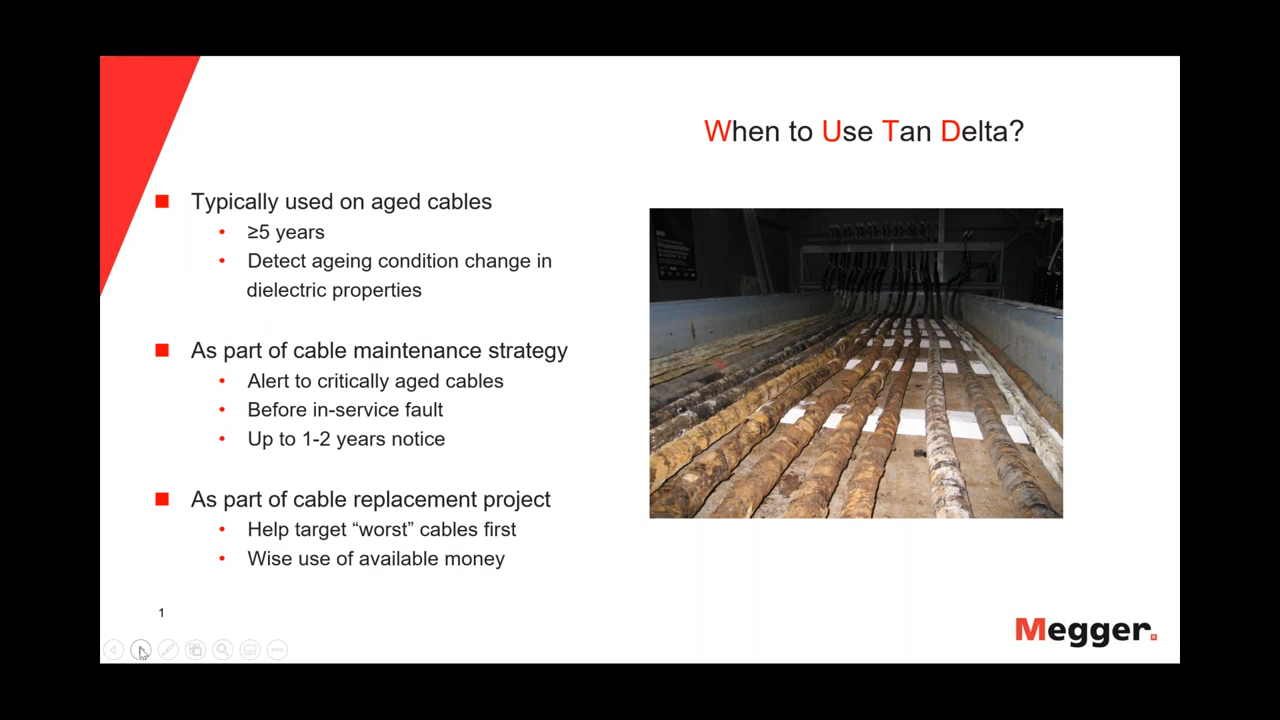 When to Use Tan Delta?
Typically used on aged cables
≥5 years
Detect ageing condition change in
dielectric properties
As part of cable maintenance strategy
Alert to critically aged cables
Before in-service fault
Up to 1-2 years notice
As part of cable replacement project
Help target “worst” cables first
Wise use of available money
1
Megger.